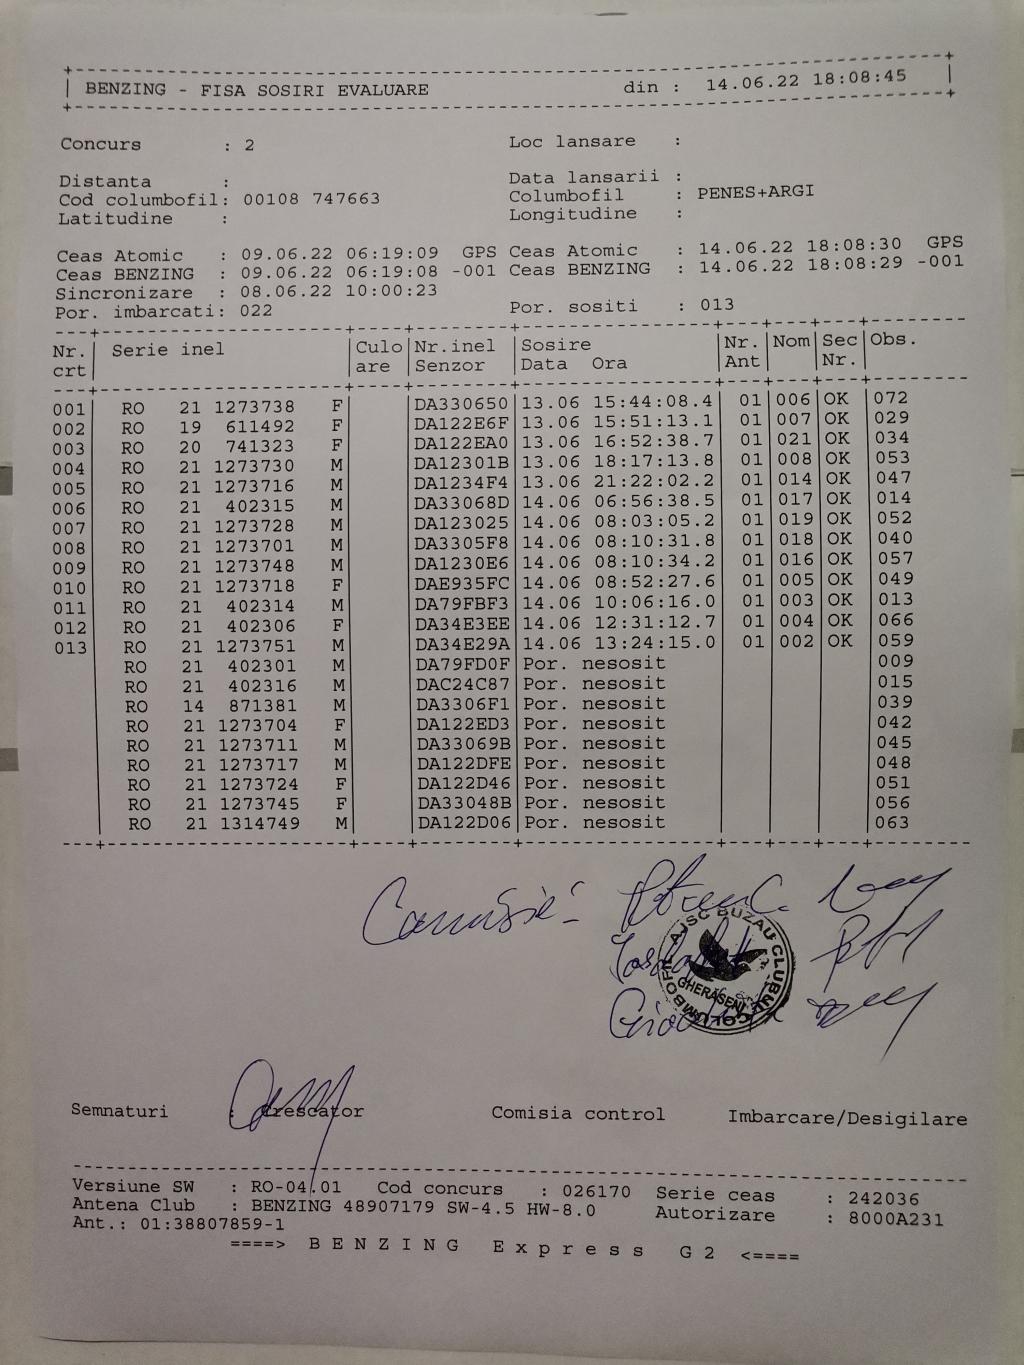 BENZING - FISA SOSIRI EVALUARE din : 14.06.22 18:08:45
Concurs : 2 Loc lansare :
Distanta : Data lansarii :
Cod columbofil: 00108 747663 Columbofil : PENES+ARGI
Latitudine : Longitudine :
Ceas Atomic : 09.06.22 06:19:09 GPS Ceas Atomic : 14.06.22 18:08:30 GPS
Ceas BENZING : 09.06.22 06:19:08 -001 Ceas BENZING : 14.06.22 18:08:29 -001
Sincronizare : 08.06.22 10:00:23
Por. imbarcati: 022 Por. sositi : 013
Nr. Serie inel Culo Nr.inel Sosire Nr. Nom Sec Obs.
crt are Senzor Data Ora Ant Nr.
001 RO 21 1273738 F DA330650 13.06 15:44:08.4 01 006 OK 072
002 RO 19 611492 F DA122E6F 13.06 15:51:13.1 01 007 OK 029
003 RO 20 741323 F DA122EA0 13.06 16:52:38.7 01 021 OK 034
004 RO 21 1273730 M DA12301B 13.06 18:17:13.8 01 008 OK 053
005 RO 21 1273716 M DA1234F4 13.06 21:22:02.2 01 014 OK 047
006 RO 21 402315 M DA33068D 14.06 06:56:38.5 01 017 OK 014
007 RO 21 1273728 M DA123025 14.06 08:03:05.2 01 019 OK 052
008 RO 21 1273701 M DA3305F8 14.06 08:10:31.8 01 018 OK 040
009 RO 21 1273748 M DA1230E6 14.06 08:10:34.2 01 016 OK 057
010 RO 21 1273718 F DAE935FC 14.06 08:52:27.6 01 005 OK 049
011 RO 21 402314 M DA79FBF3 14.06 10:06:16.0 01 003 OK 013
012 RO 21 402306 F DA34E3EE 14.06 12:31:12.7 01 004 OK 066
013 RO 21 1273751 M DA34E29A 14.06 13:24:15.0 01 002 OK 059
RO 21 402301 M DA79FD0F Por. nesosit 009
RO 21 402316 M DAC24C87 Por. nesosit 015
RO 14 871381 M DA3306F1 Por. nesosit 039
RO 21 1273704 F DA122ED3 Por. nesosit 042
RO 21 1273711 M DA33069B Por. nesosit 045
RO 21 1273717 M DA122DFE Por. nesosit 048
RO 21 1273724 F DA122D46 Por. nesosit 051
RO 21 1273745 F DA33048B Por. nesosit 056
RO 21 1314749 M DA122D06 Por. nesosit 063
AJSC BUZAU CLUBUL COLUMBOFIL
GHERASENI
Semnaturi : Crescator Comisia control Imbarcare/Desigilare
Versiune SW : RO-04.01 Cod concurs : 026170 Serie ceas : 242036
Antena Club : BENZING 48907179 SW-4.5 HW-8.0 Autorizare : 8000A231
Ant.: 01:38807859-1
====> BENZING Express G2 <====